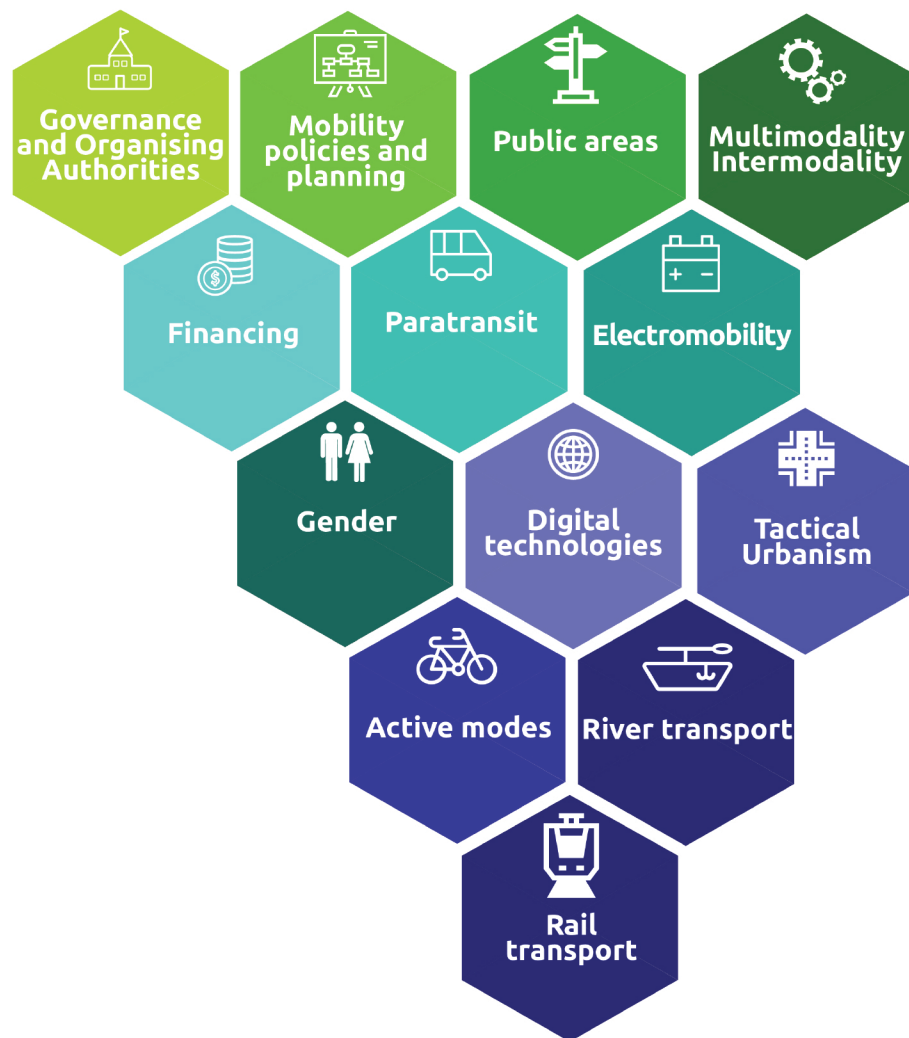 Governance
and Organising
Authorities
Mobility
policies and
planning
Public areas
Multimodality
Intermodality
$
Financing
Paratransit
+ -
Electromobility
Gender
Digital
technologies
Tactical
Urbanism
Active modes
River transport
Rail
transport